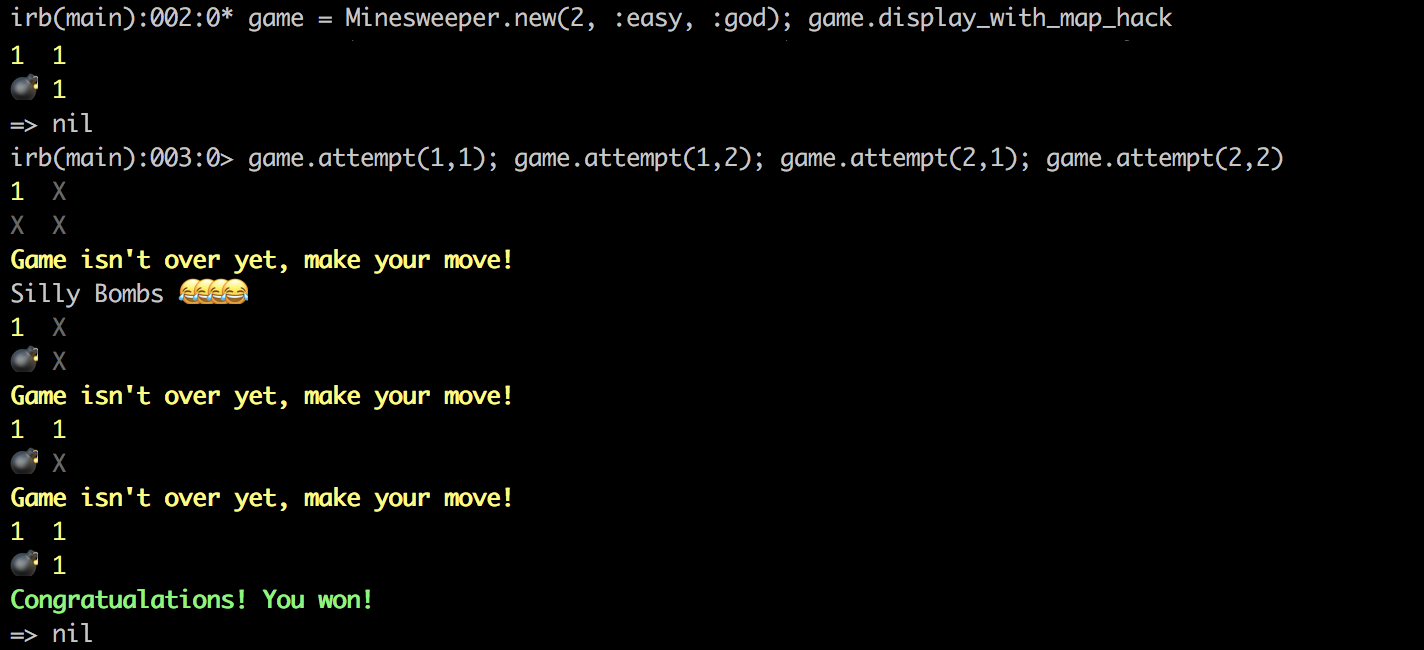 irb(main):002:0* game = Minesweeper.new(2, :easy, :god); game.display_with_map_hack
1 1
💣 1
=> nil
irb(main):003:0> game.attempt(1,1); game.attempt(1,2); game.attempt(2,1); game.attempt(2,2)
1 X
X X
Game isn't over yet, make your move!
Silly Bombs 😂😂😂😂
1 X
💣 X
Game isn't over yet, make your move!
1 1
💣 X
Game isn't over yet, make your move!
1 1
💣 1
Congratualations! You won!
=> nil